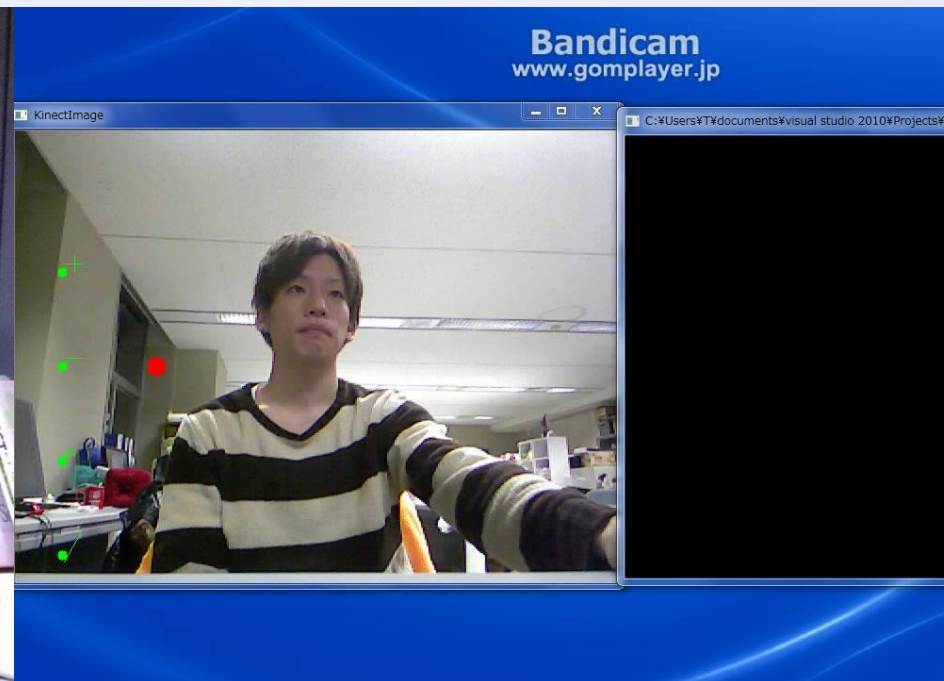 Bandicam
www.gomplayer.jp
KinectImage
C:¥Users¥T¥documents¥visual studio 2010¥Projects¥
+
−
*
/